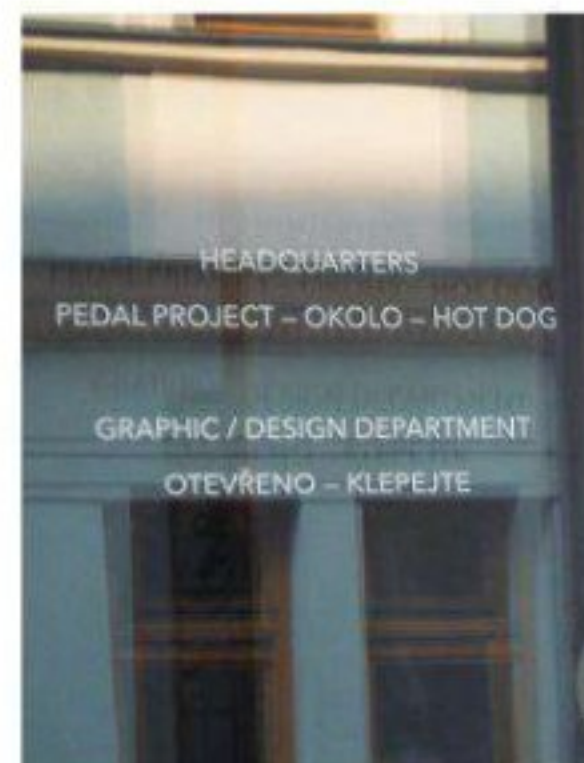 HEADQUARTERS
PEDAL PROJECT – OKOLO – HOT DOG
GRAPHIC / DESIGN DEPARTMENT
OTEVŘENO – KLEPEJTE